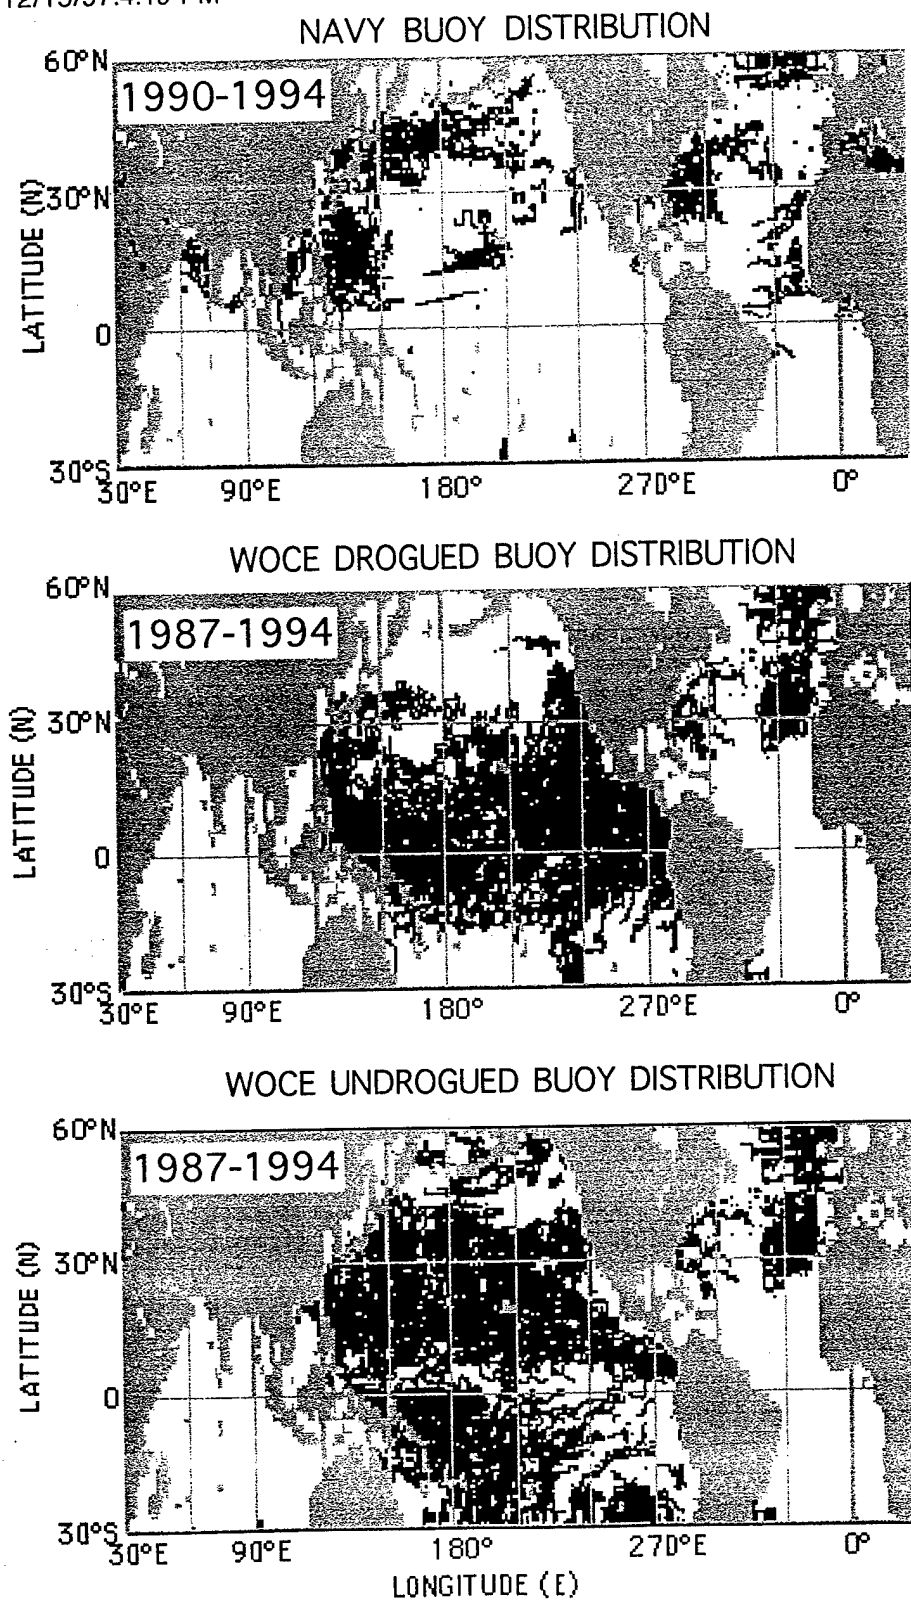 NAVY BUOY DISTRIBUTION
60°N
1990-1994
30°N
LATITUDE (N)
0
30°S
30°E 90°E 180° 270°E 0°
WOCE DROGUED BUOY DISTRIBUTION
60°N
1987-1994
30°N
LATITUDE (N)
0
30°S
30°E 90°E 180° 270°E 0°
WOCE UNDROGUED BUOY DISTRIBUTION
60°N
1987-1994
30°N
LATITUDE (N)
0
30°S
30°E 90°E 180° 270°E 0°
LONGITUDE (E)